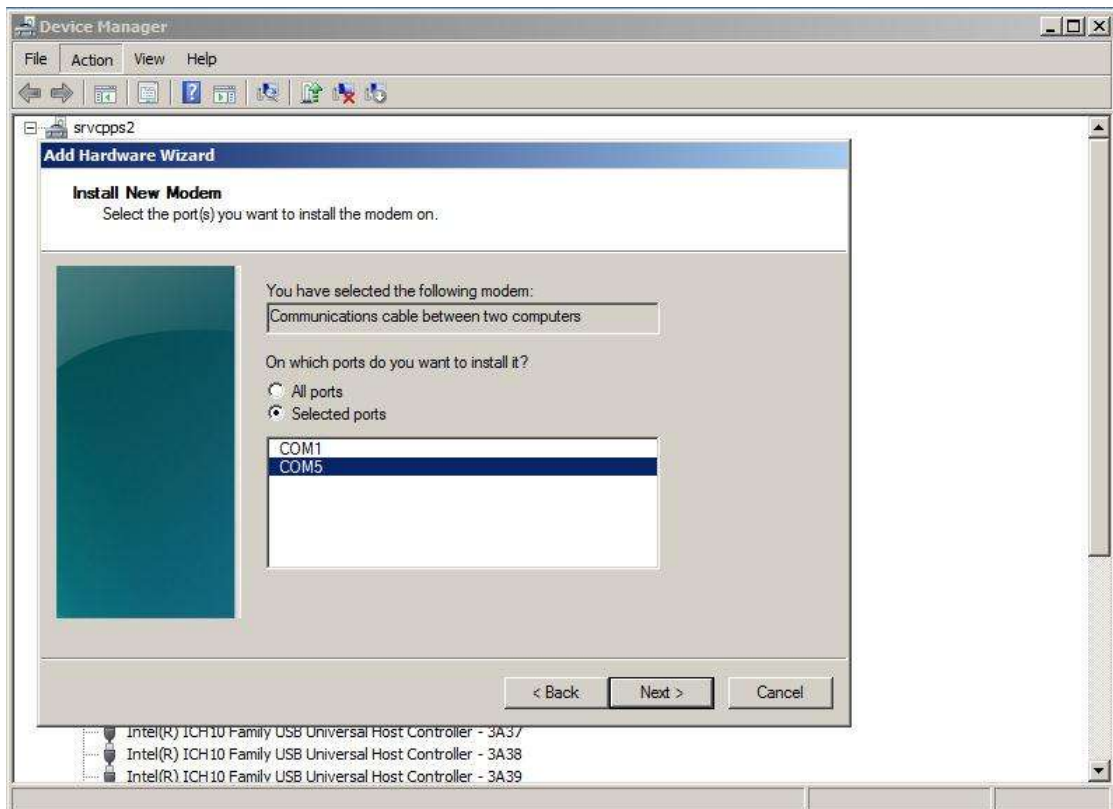 Device Manager
File Action View Help
srvcpps2
Add Hardware Wizard
Install New Modem
Select the port(s) you want to install the modem on.
You have selected the following modem:
Communications cable between two computers
On which ports do you want to install it?
All ports
Selected ports
COM1
COM5
< Back Next > Cancel
Intel(R) ICH10 Family USB Universal Host Controller - 3A37
Intel(R) ICH10 Family USB Universal Host Controller - 3A38
Intel(R) ICH10 Family USB Universal Host Controller - 3A39